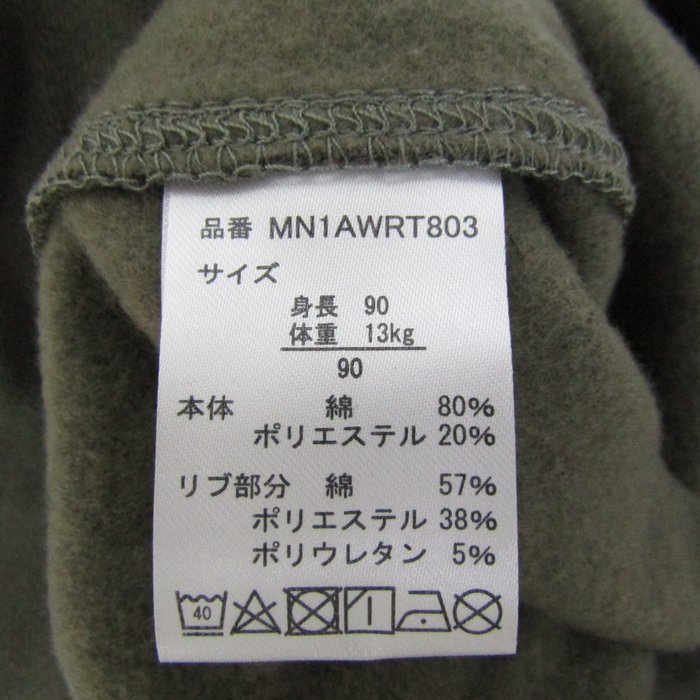 品番 MN1AWRT803
サイズ
身長 90
体重 13kg
90
本体 綿 80%
ポリエステル 20%
リブ部分 綿 57%
ポリエステル 38%
ポリウレタン 5%
40